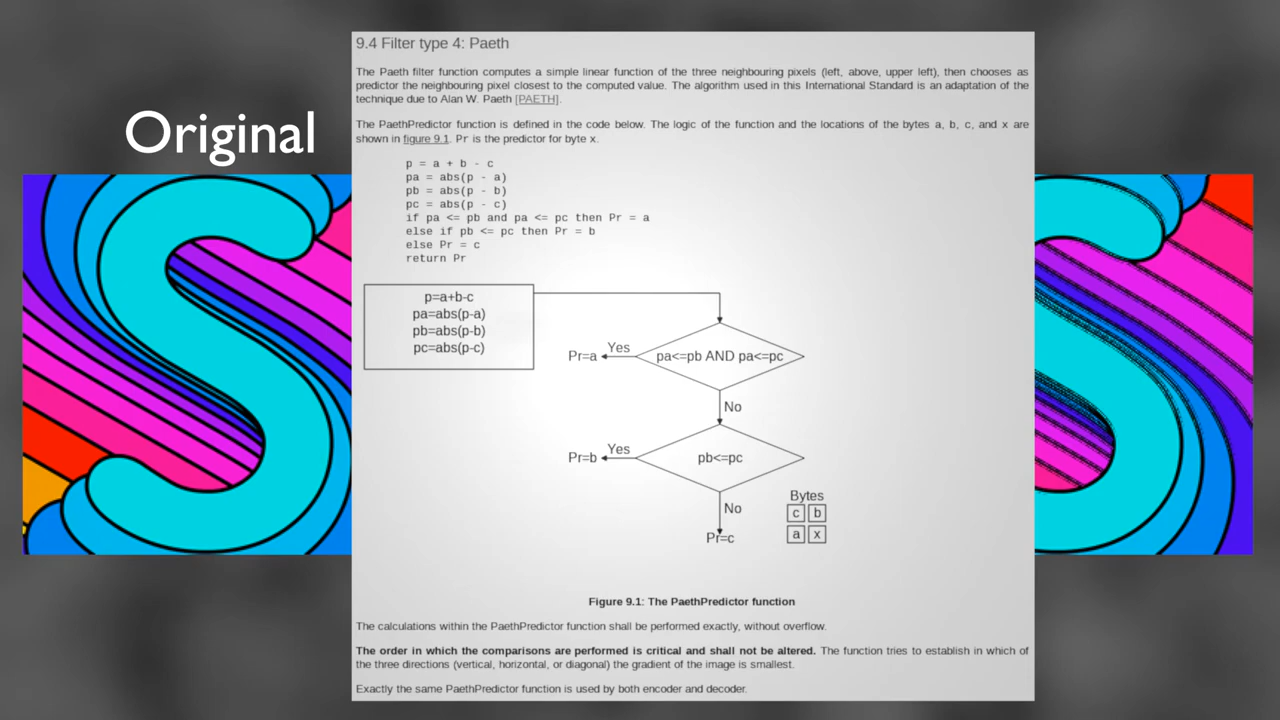 Original
9.4 Filter type 4: Paeth
The Paeth filter function computes a simple linear function of the three neighbouring pixels (left, above, upper left), then chooses as
predictor the neighbouring pixel closest to the computed value. The algorithm used in this International Standard is an adaptation of the
technique due to Alan W. Paeth [PAETH].
The PaethPredictor function is defined in the code below. The logic of the function and the locations of the bytes a, b, c, and x are
shown in figure 9.1. Pr is the predictor for byte x.
p = a + b - c
pa = abs(p - a)
pb = abs(p - b)
pc = abs(p - c)
if pa <= pb and pa <= pc then Pr = a
else if pb <= pc then Pr = b
else Pr = c
return Pr
p=a+b-c
pa=abs(p-a)
pb=abs(p-b)
pc=abs(p-c)
Pr=a Yes pa<=pb AND pa<=pc
No
Pr=b Yes pb<=pc
No
Pr=c
Bytes
c b
a x
Figure 9.1: The PaethPredictor function
The calculations within the PaethPredictor function shall be performed exactly, without overflow.
The order in which the comparisons are performed is critical and shall not be altered. The function tries to establish in which of
the three directions (vertical, horizontal, or diagonal) the gradient of the image is smallest.
Exactly the same PaethPredictor function is used by both encoder and decoder.